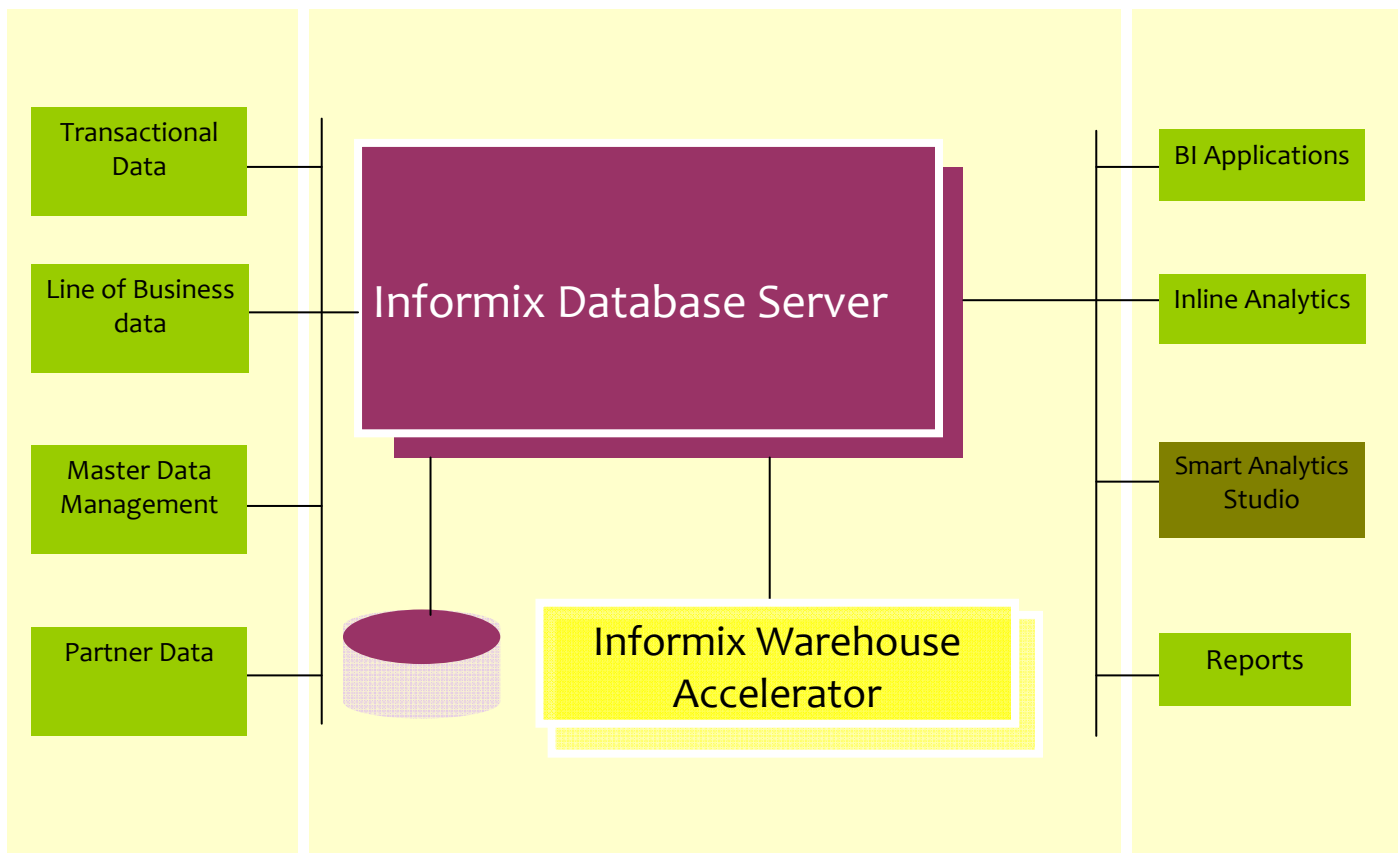 Transactional
Data
Line of Business
data
Master Data
Management
Partner Data
Informix Database Server
Informix Warehouse
Accelerator
BI Applications
Inline Analytics
Smart Analytics
Studio
Reports